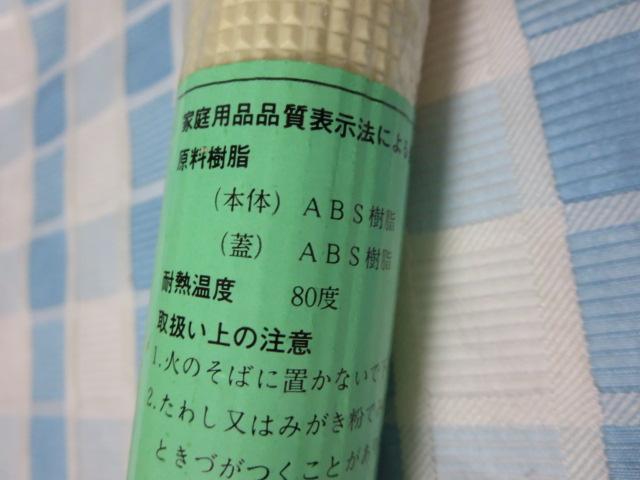 家庭用品品質表示法による
原料樹脂
(本体) ABS樹脂
(蓋) ABS樹脂
耐熱温度 80度
取扱い上の注意
1.火のそばに置かないで下
2.たわし又はみがき粉で
ときづがつくことがあ